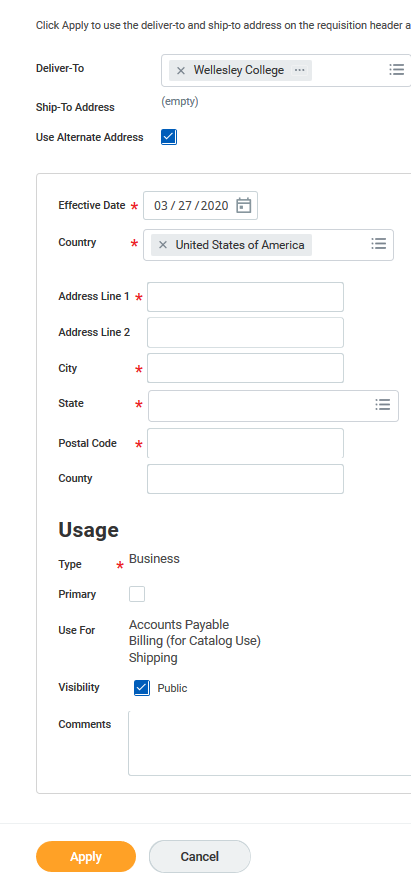 Click Apply to use the deliver-to and ship-to address on the requisition header a
Deliver-To
Wellesley College
Ship-To Address
(empty)
Use Alternate Address
Effective Date * 03 / 27 / 2020
Country * United States of America
Address Line 1 *
Address Line 2
City *
State *
Postal Code *
County
Usage
Type * Business
Primary
Use For
Accounts Payable
Billing (for Catalog Use)
Shipping
Visibility Public
Comments
Apply Cancel